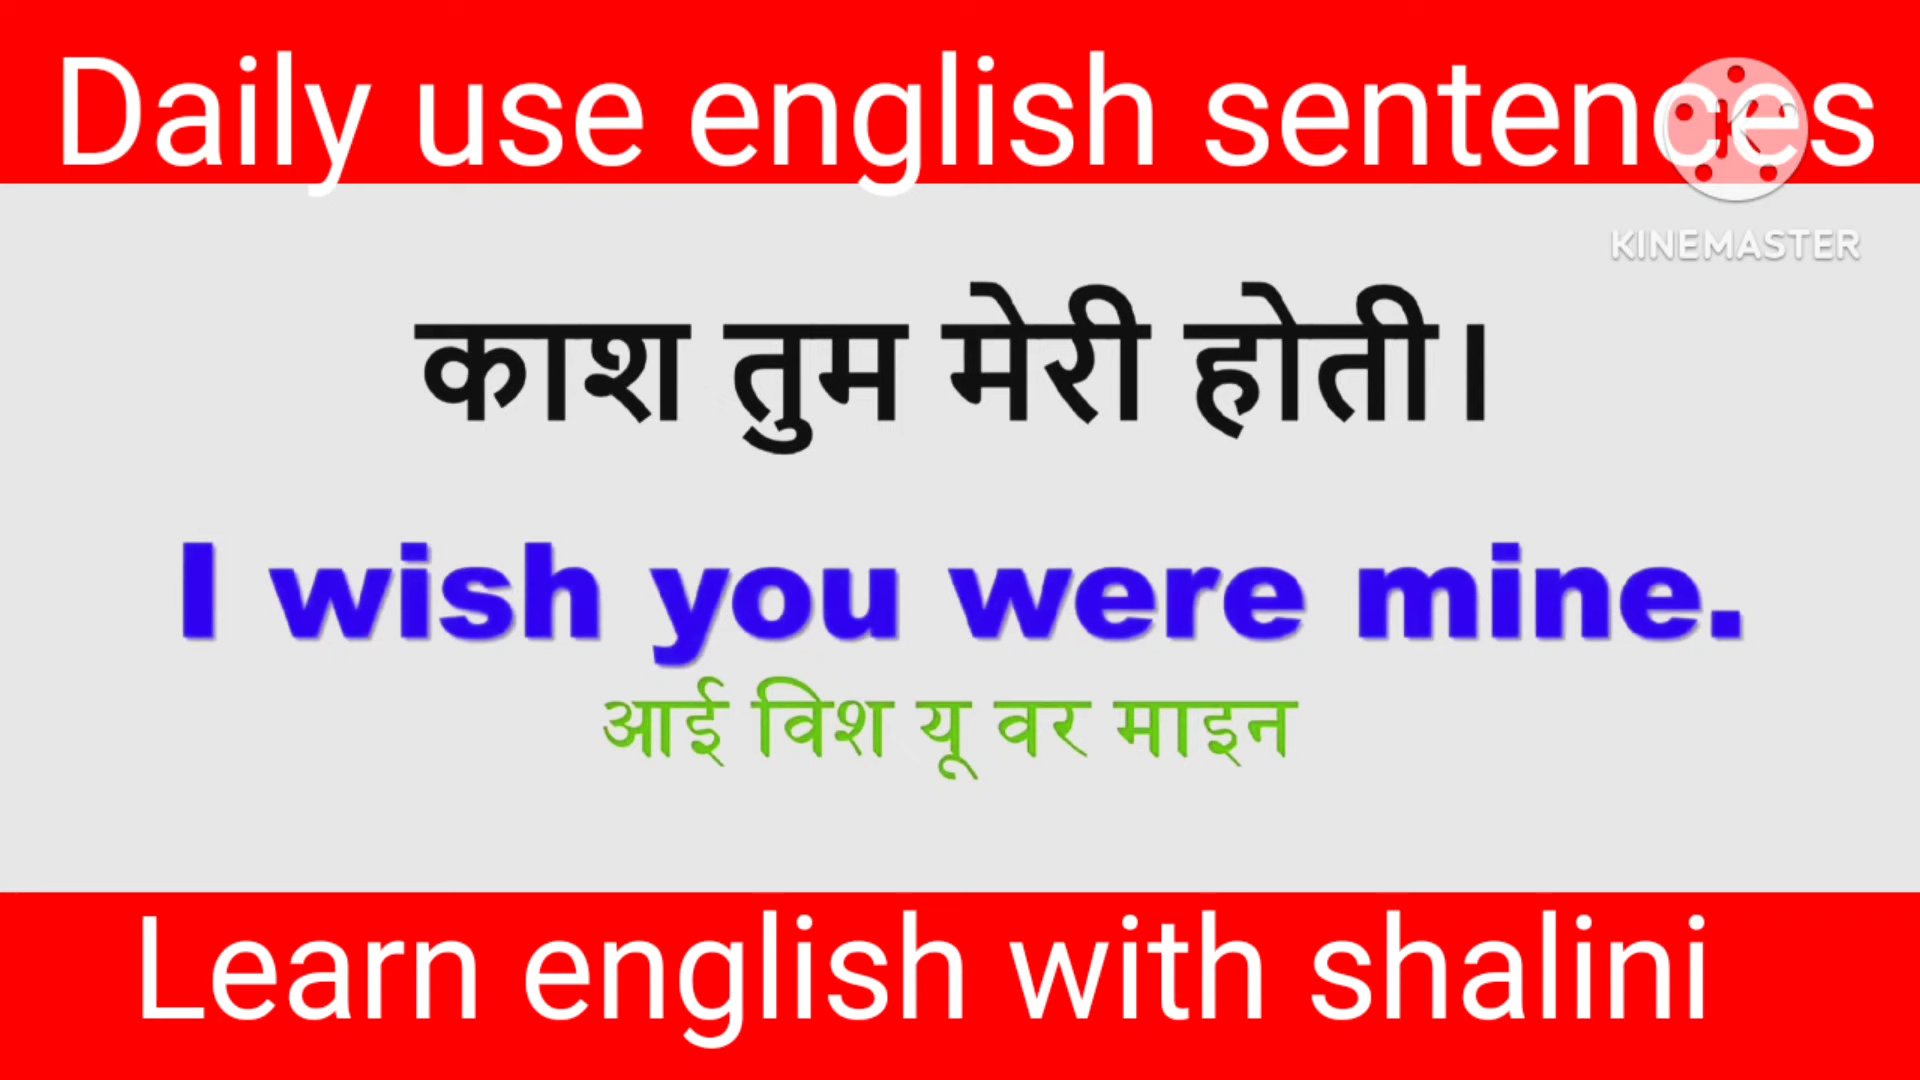 Daily use english sentences
KINEMASTER
काश तुम मेरी होती।
I wish you were mine.
आई विश यू वर माइन
Learn english with shalini